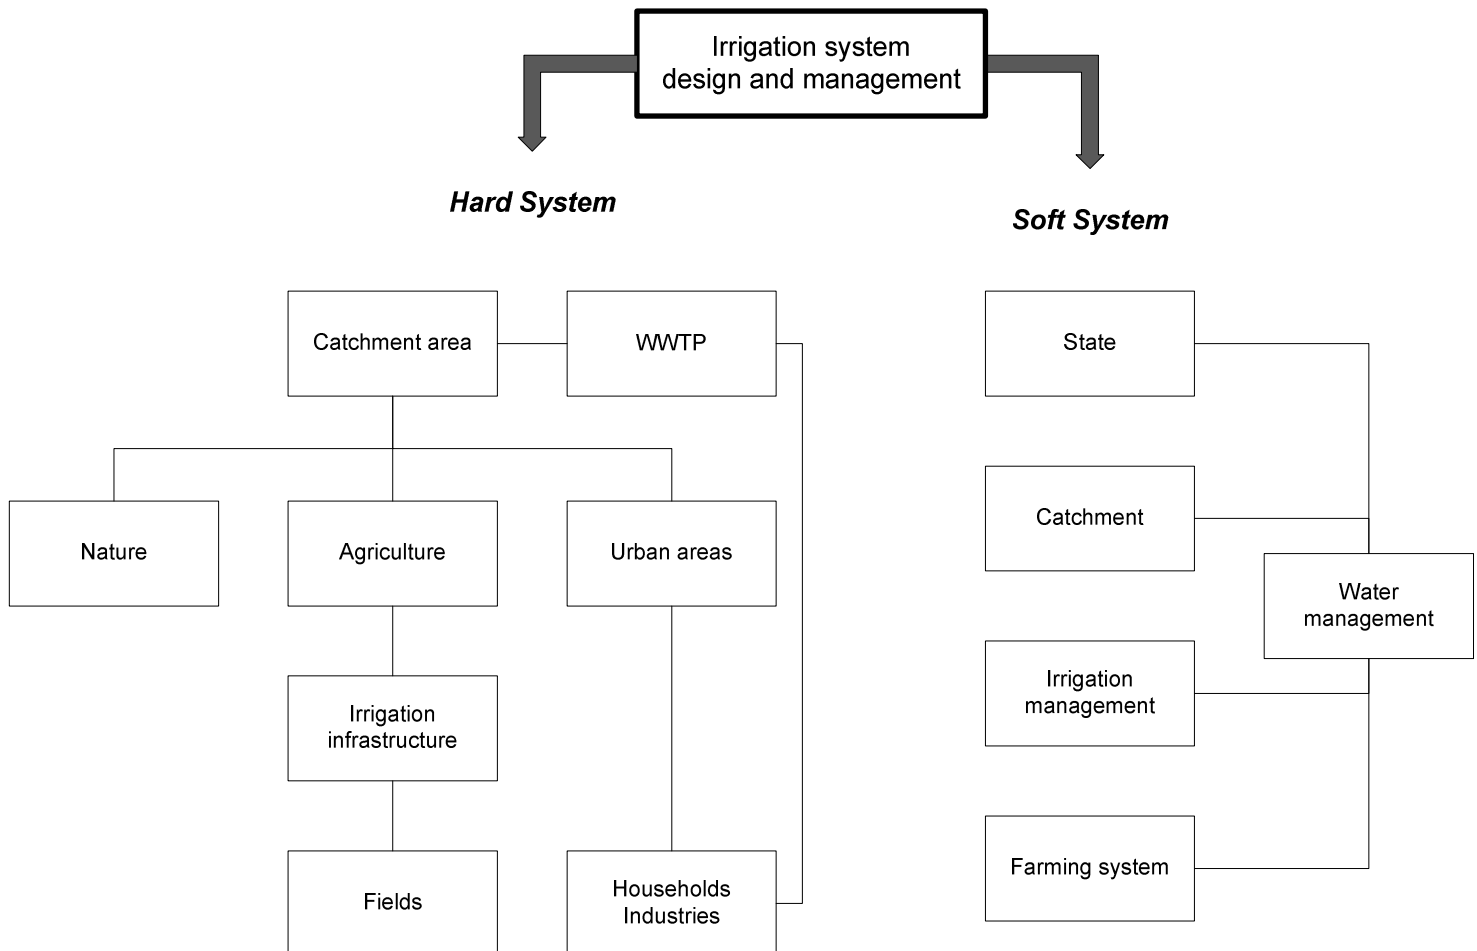 Irrigation system
design and management
Hard System
Soft System
Catchment area
WWTP
State
Nature
Agriculture
Urban areas
Catchment
Water
management
Irrigation
infrastructure
Irrigation
management
Fields
Households
Industries
Farming system